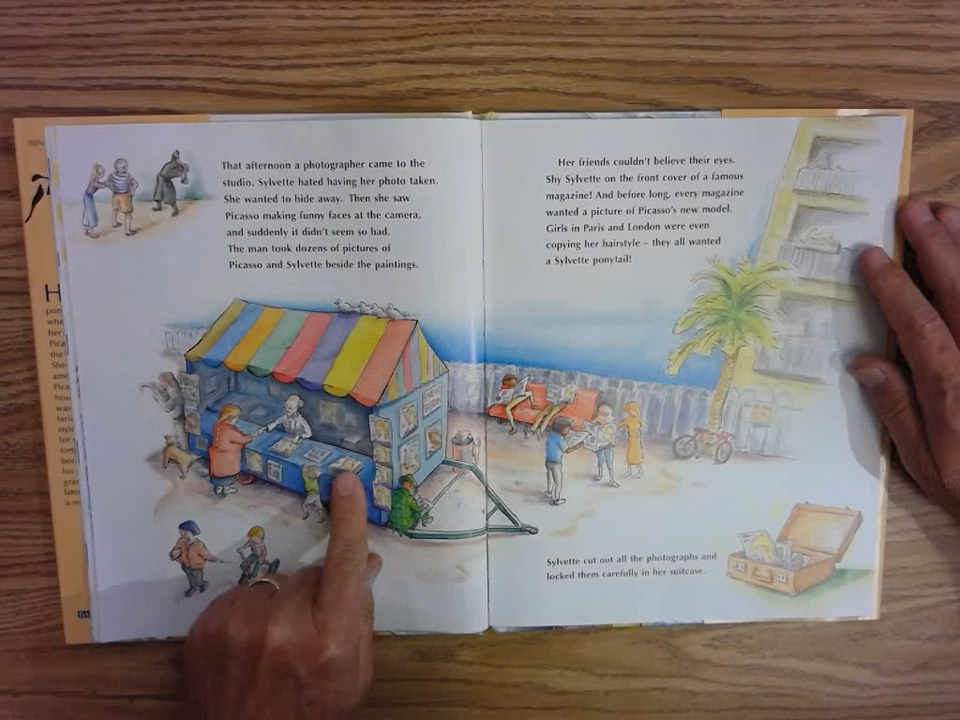 That afternoon a photographer came to the
studio. Sylvette hated having her photo taken.
She wanted to hide away. Then she saw
Picasso making funny faces at the camera,
and suddenly it didn't seem so bad.
The man took dozens of pictures of
Picasso and Sylvette beside the paintings.
Her friends couldn't believe their eyes.
Shy Sylvette on the front cover of a famous
magazine! And before long, every magazine
wanted a picture of Picasso's new model.
Girls in Paris and London were even
copying her hairstyle – they all wanted
a Sylvette ponytail!
Sylvette cut out all the photographs and
locked them carefully in her suitcase.